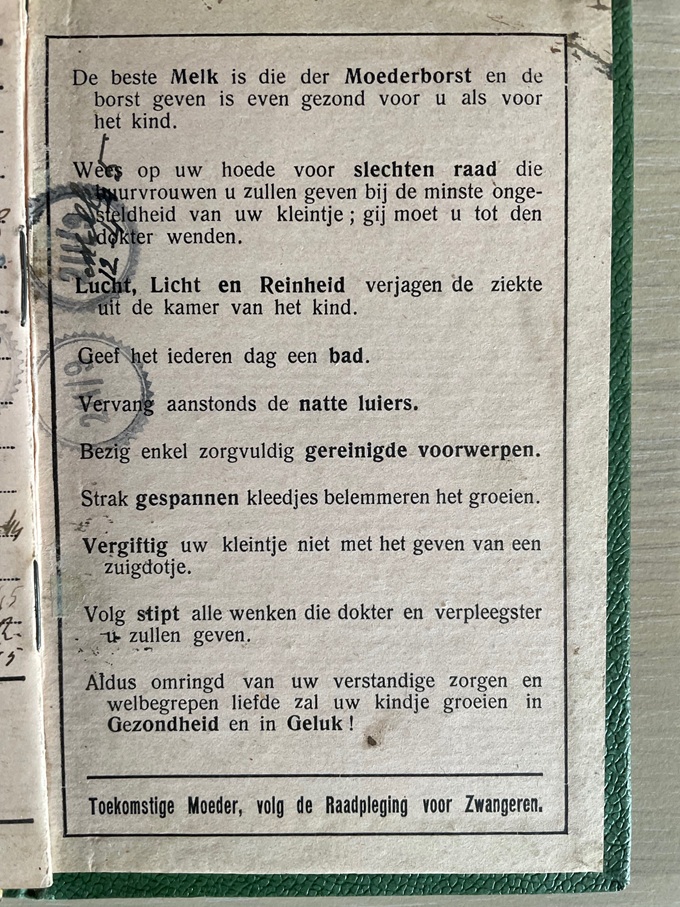 De beste Melk is die der Moederborst en de
borst geven is even gezond voor u als voor
het kind.
Wees op uw hoede voor slechten raad die
buurvrouwen u zullen geven bij de minste onge-
steldheid van uw kleintje ; gij moet u tot den
dokter wenden.
Lucht, Licht en Reinheid verjagen de ziekte
uit de kamer van het kind.
Geef het iederen dag een bad.
Vervang aanstonds de natte luiers.
Bezig enkel zorgvuldig gereinigde voorwerpen.
Strak gespannen kleedjes belemmeren het groeien.
Vergiftig uw kleintje niet met het geven van een
zuigdotje.
Volg stipt alle wenken die dokter en verpleegster
u zullen geven.
Aldus omringd van uw verstandige zorgen en
welbegrepen liefde zal uw kindje groeien in
Gezondheid en in Geluk !
Toekomstige Moeder, volg de Raadpleging voor Zwangeren.